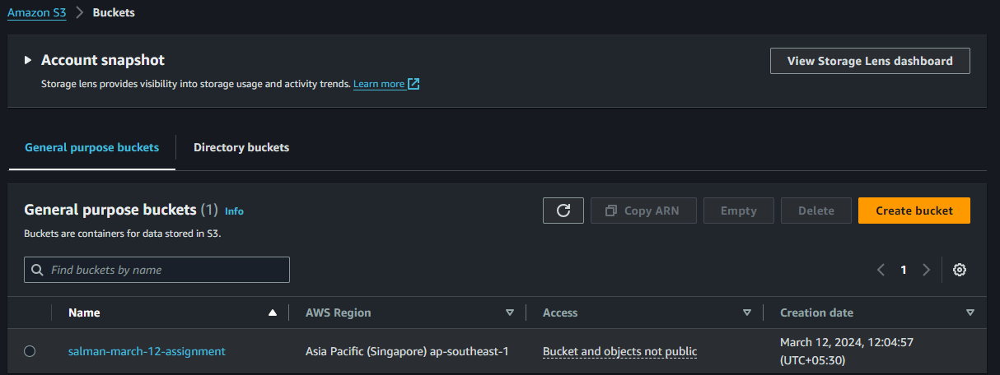 Amazon S3 > Buckets
Account snapshot
View Storage Lens dashboard
Storage lens provides visibility into storage usage and activity trends. Learn more
General purpose buckets
Directory buckets
General purpose buckets (1) Info
Copy ARN
Empty
Delete
Create bucket
Buckets are containers for data stored in S3.
Find buckets by name
1
Name
AWS Region
Access
Creation date
salman-march-12-assignment
Asia Pacific (Singapore) ap-southeast-1
Bucket and objects not public
March 12, 2024, 12:04:57
(UTC+05:30)